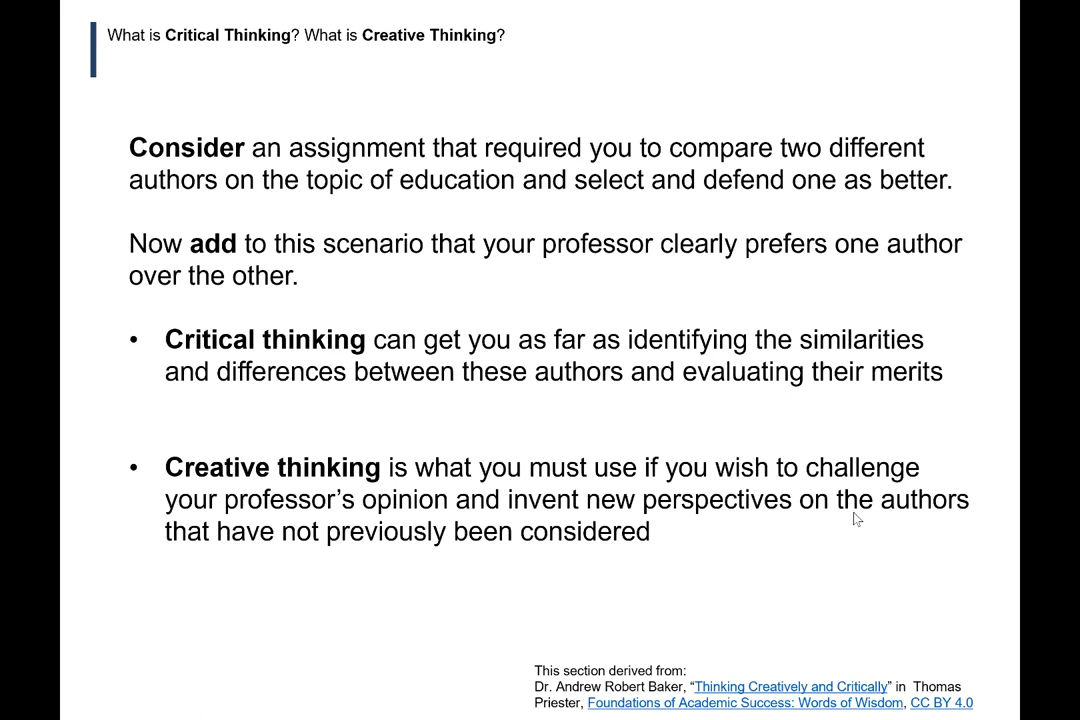 What is Critical Thinking? What is Creative Thinking?
Consider an assignment that required you to compare two different
authors on the topic of education and select and defend one as better.
Now add to this scenario that your professor clearly prefers one author
over the other.
• Critical thinking can get you as far as identifying the similarities
and differences between these authors and evaluating their merits
• Creative thinking is what you must use if you wish to challenge
your professor’s opinion and invent new perspectives on the authors
that have not previously been considered
This section derived from:
Dr. Andrew Robert Baker, “Thinking Creatively and Critically” in Thomas
Priester, Foundations of Academic Success: Words of Wisdom, CC BY 4.0